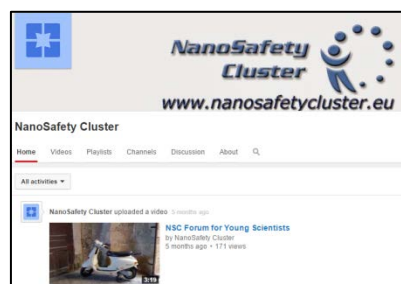 NanoSafety
Cluster
www.nanosafetycluster.eu
NanoSafety Cluster
Home Videos Playlists Channels Discussion About
All activities
NanoSafety Cluster uploaded a video 5 months ago
NSC Forum for Young Scientists
by NanoSafety Cluster
5 months ago • 171 views
3:19